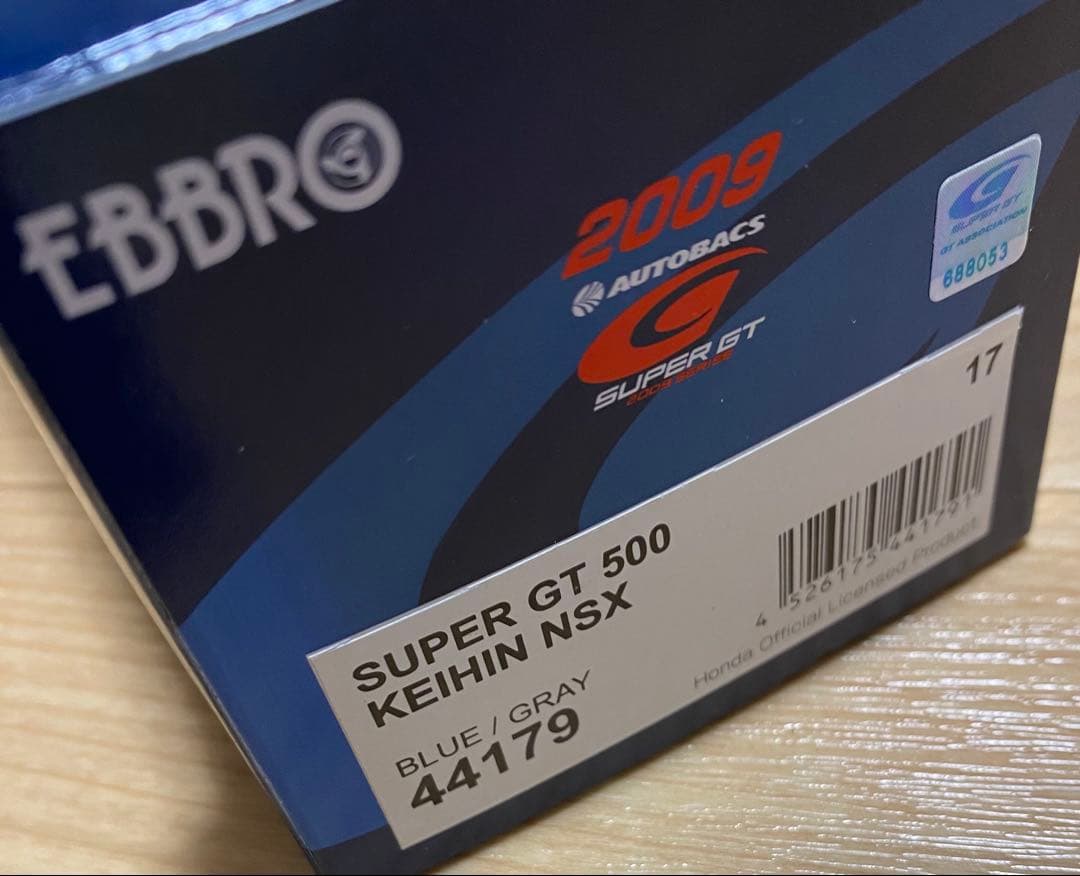 EBBRO
2009
AUTOBACS
SUPER GT
2009 SERIES
SUPER GT
GT ASSOCIATION
688053
17
SUPER GT 500
KEIHIN NSX
BLUE / GRAY
44179
4 526175 441791
Honda Official Licensed Product